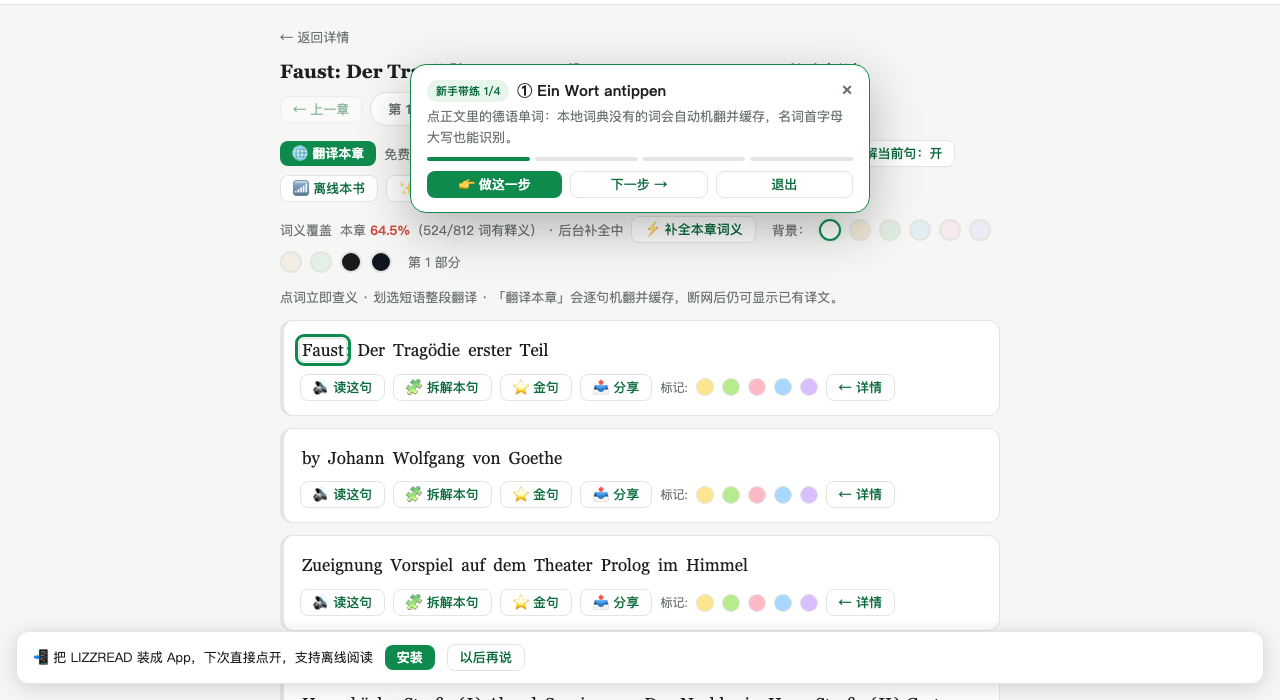 ← 返回详情
Faust: Der
← 上一章 第 1
新手带练 1/4 ① Ein Wort antippen ×
点正文里的德语单词：本地词典没有的词会自动机翻并缓存，名词首字母
大写也能识别。
👉 做这一步 下一步 → 退出
🌐 翻译本章 免费 当前句：开
📶 离线本书 ✨
词义覆盖 本章 64.5%（524/812 词有释义） · 后台补全中 ⚡ 补全本章词义 背景：
第 1 部分
点词立即查义 · 划选短语整段翻译 · 「翻译本章」会逐句机翻并缓存，断网后仍可显示已有译文。
Faust: Der Tragödie erster Teil
🔈 读这句 🧩 拆解本句 ⭐ 金句 📤 分享 标记: ← 详情
by Johann Wolfgang von Goethe
🔈 读这句 🧩 拆解本句 ⭐ 金句 📤 分享 标记: ← 详情
Zueignung Vorspiel auf dem Theater Prolog im Himmel
🔈 读这句 🧩 拆解本句 ⭐ 金句 📤 分享 标记: ← 详情
📲 把 LIZZREAD 装成 App，下次直接点开，支持离线阅读 安装 以后再说